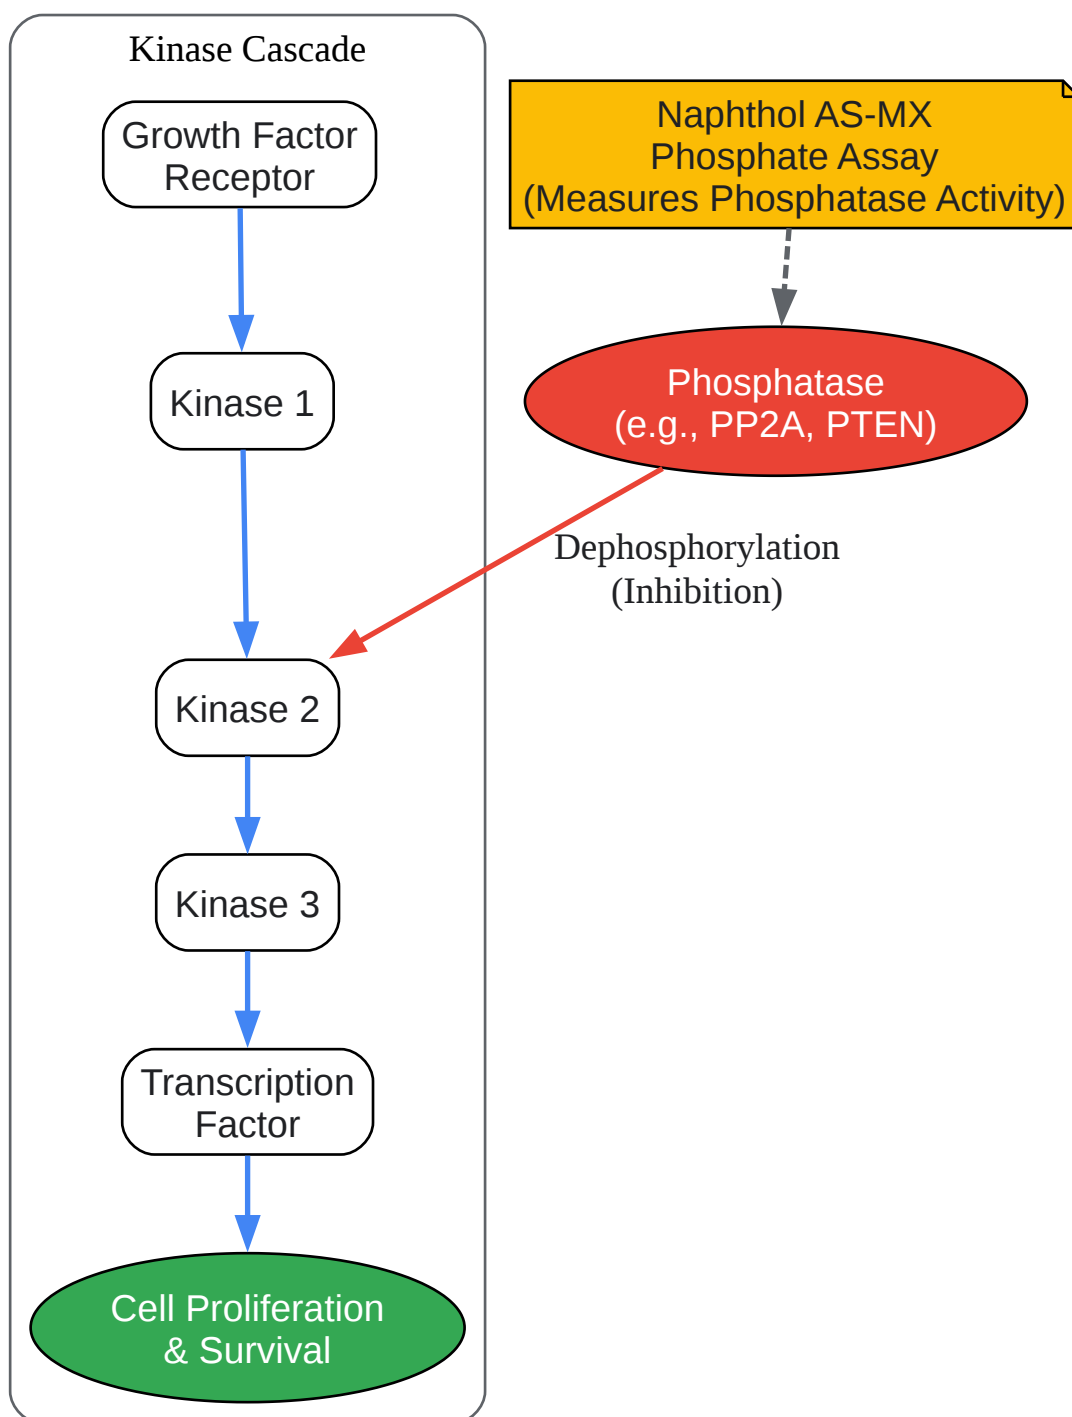 Kinase Cascade
Growth Factor
Receptor
Naphthol AS-MX
Phosphate Assay
(Measures Phosphatase Activity)
Kinase 1
Phosphatase
(e.g., PP2A, PTEN)
Dephosphorylation
(Inhibition)
Kinase 2
Kinase 3
Transcription
Factor
Cell Proliferation
& Survival